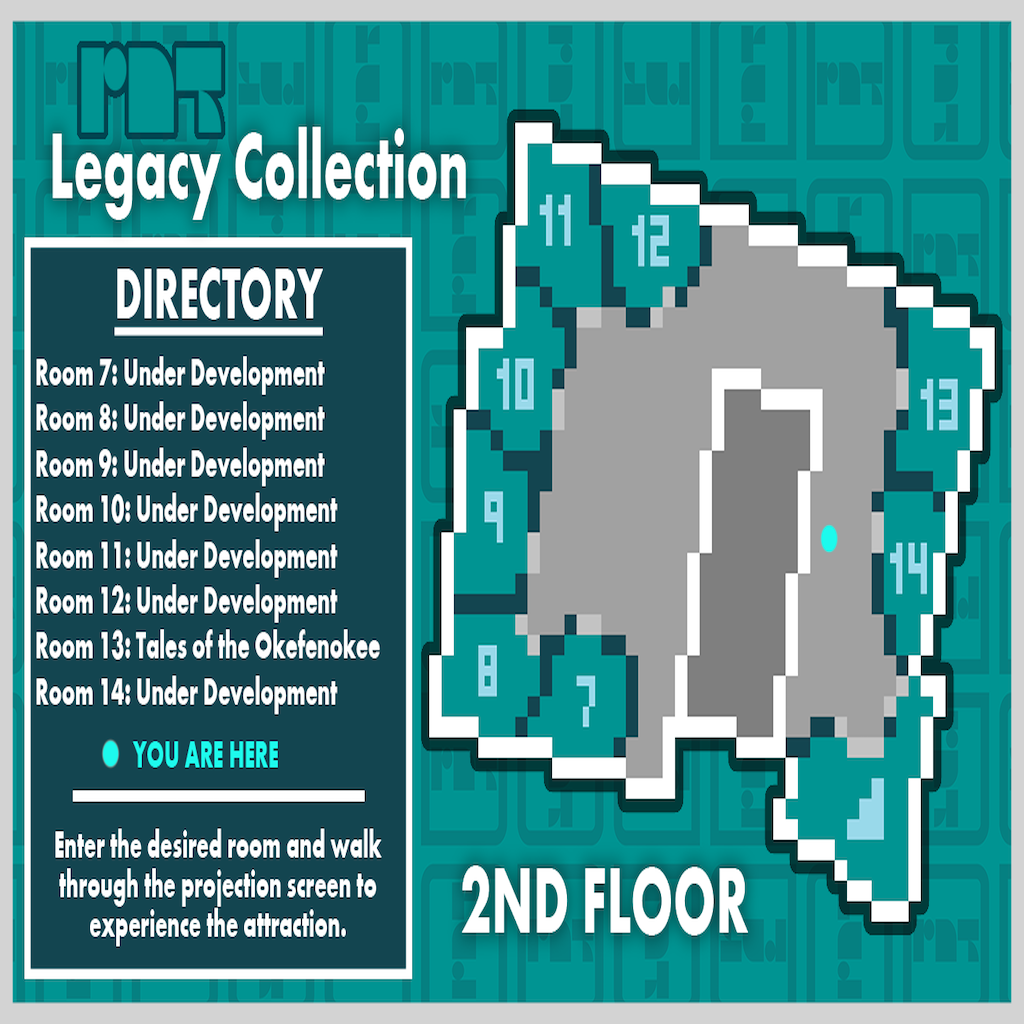 Legacy Collection
DIRECTORY
Room 7: Under Development
Room 8: Under Development
Room 9: Under Development
Room 10: Under Development
Room 11: Under Development
Room 12: Under Development
Room 13: Tales of the Okefenokee
Room 14: Under Development
YOU ARE HERE
Enter the desired room and walk
through the projection screen to
experience the attraction.
11
12
10
13
9
14
8
7
2ND FLOOR